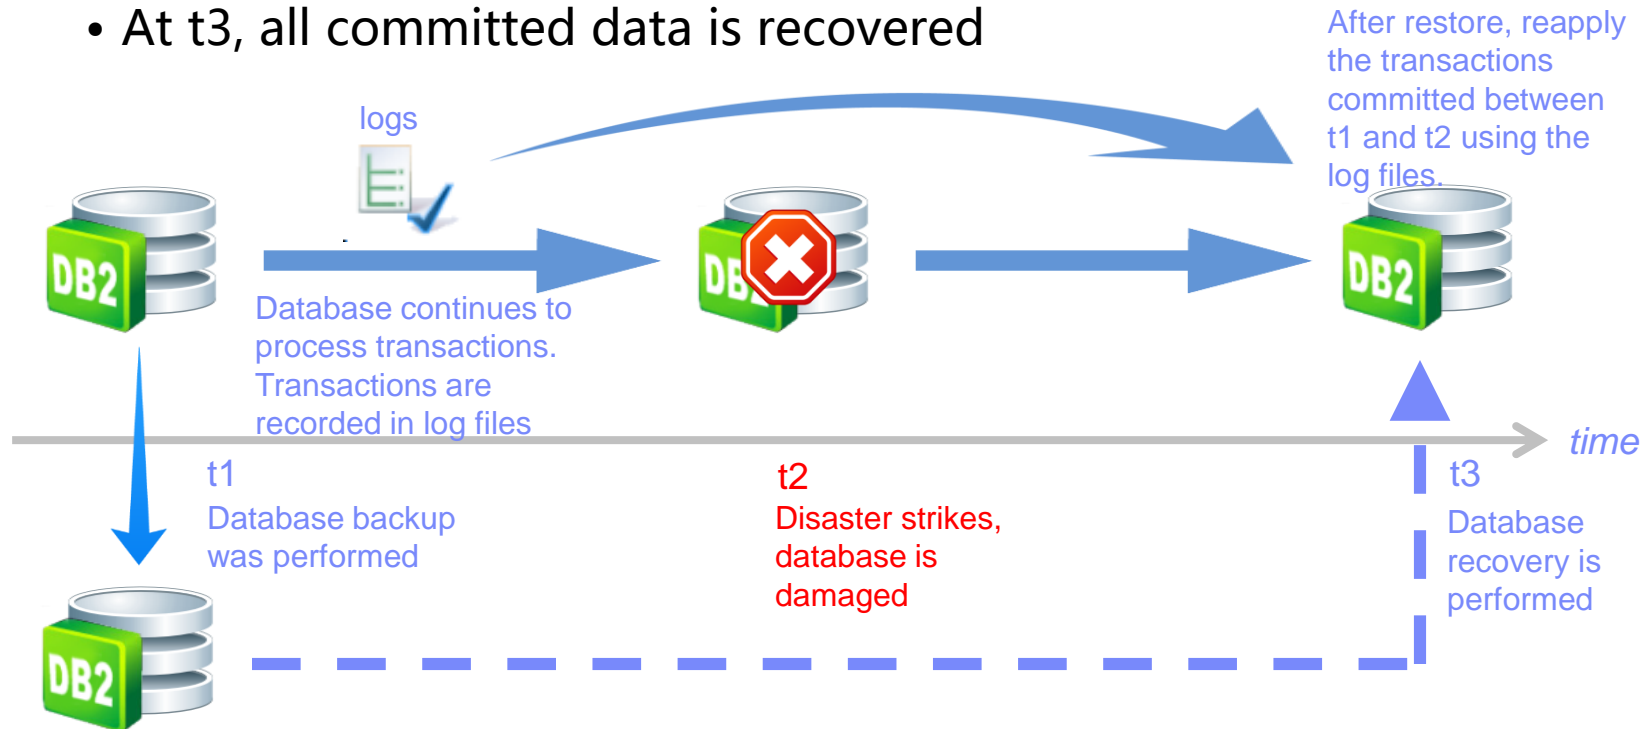 • At t3, all committed data is recovered
After restore, reapply
the transactions
committed between
t1 and t2 using the
log files.
logs
DB2
DB2
DB2
Database continues to
process transactions.
Transactions are
recorded in log files
time
t1
Database backup
was performed
t2
Disaster strikes,
database is
damaged
t3
Database
recovery is
performed
DB2